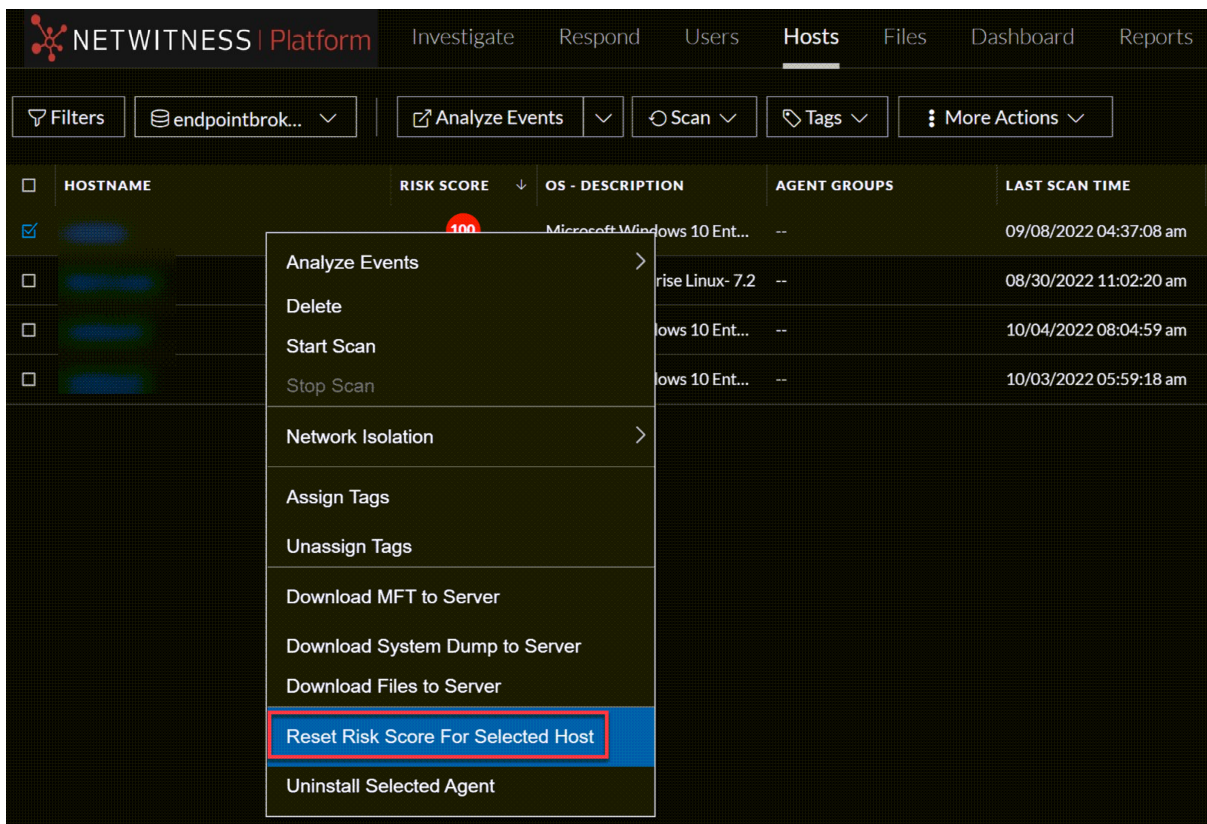 NETWITNESS | Platform Investigate Respond Users Hosts Files Dashboard Reports
Filters endpointbrok... Analyze Events Scan Tags More Actions
HOSTNAME RISK SCORE OS - DESCRIPTION AGENT GROUPS LAST SCAN TIME
100 Microsoft Windows 10 Ent... -- 09/08/2022 04:37:08 am
Analyze Events
rise Linux- 7.2 -- 08/30/2022 11:02:20 am
Delete
lows 10 Ent... -- 10/04/2022 08:04:59 am
Start Scan
lows 10 Ent... -- 10/03/2022 05:59:18 am
Stop Scan
Network Isolation
Assign Tags
Unassign Tags
Download MFT to Server
Download System Dump to Server
Download Files to Server
Reset Risk Score For Selected Host
Uninstall Selected Agent